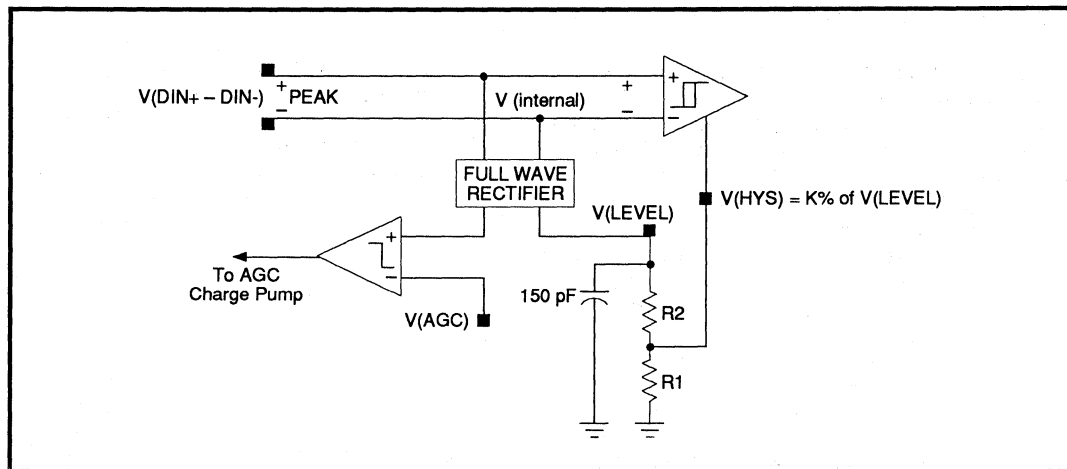 V(DIN+ – DIN-)
+
–
PEAK
V (internal)
+
–
+
–
FULL WAVE
RECTIFIER
V(HYS) = K% of V(LEVEL)
V(LEVEL)
+
–
To AGC
Charge Pump
V(AGC)
150 pF
R2
R1